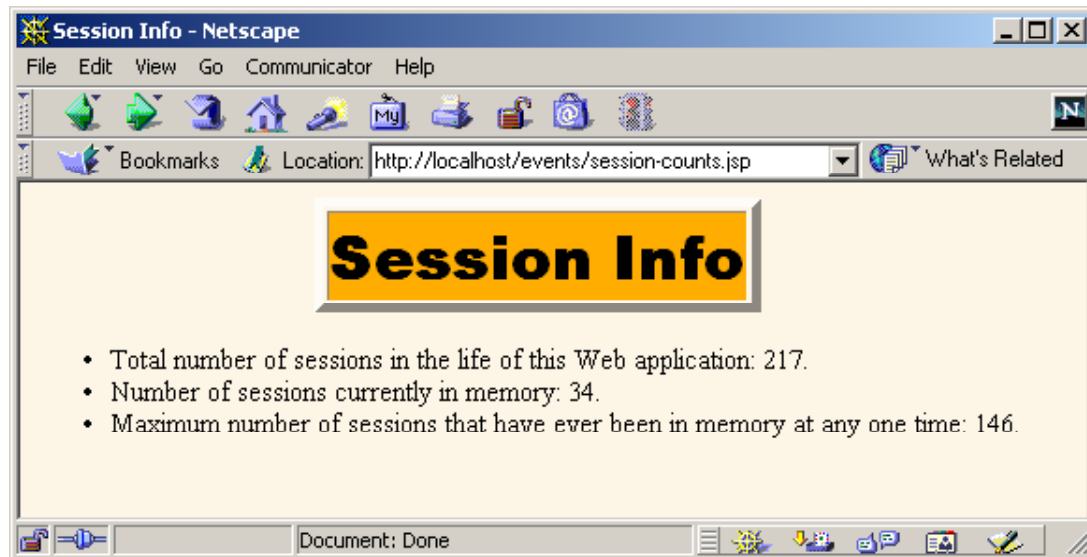 Session Info - Netscape
File Edit View Go Communicator Help
My
N
Bookmarks Location: http://localhost/events/session-counts.jsp What's Related
Session Info
• Total number of sessions in the life of this Web application: 217.
• Number of sessions currently in memory: 34.
• Maximum number of sessions that have ever been in memory at any one time: 146.
Document: Done